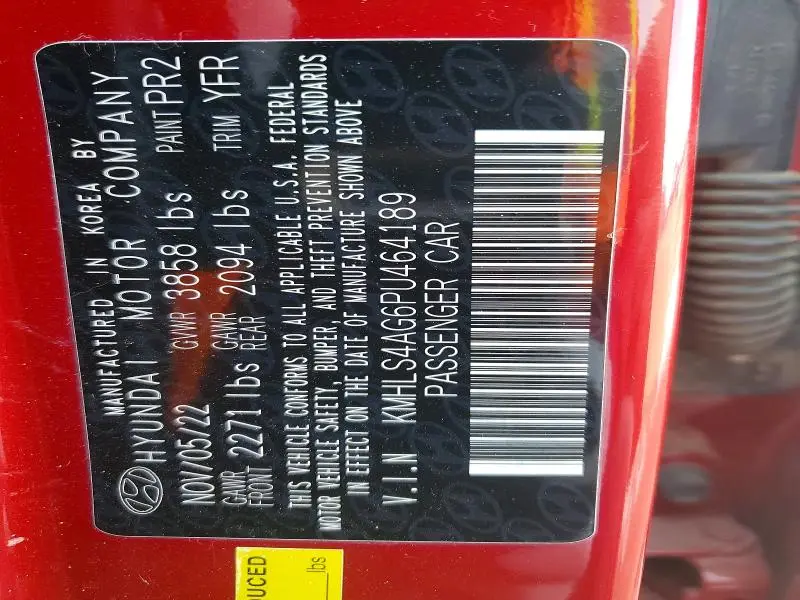 MANUFACTURED IN KOREA BY
HYUNDAI MOTOR COMPANY
NOV/05/22 GVWR 3858 lbs PAINT PR2
GAWR FRONT 2271 lbs GAWR REAR 2094 lbs TRIM YFR
THIS VEHICLE CONFORMS TO ALL APPLICABLE U.S.A. FEDERAL
MOTOR VEHICLE SAFETY, BUMPER, AND THEFT PREVENTION STANDARDS
IN EFFECT ON THE DATE OF MANUFACTURE SHOWN ABOVE
V.I.N KMHLS4AG6PU464189
PASSENGER CAR
UCED
lbs